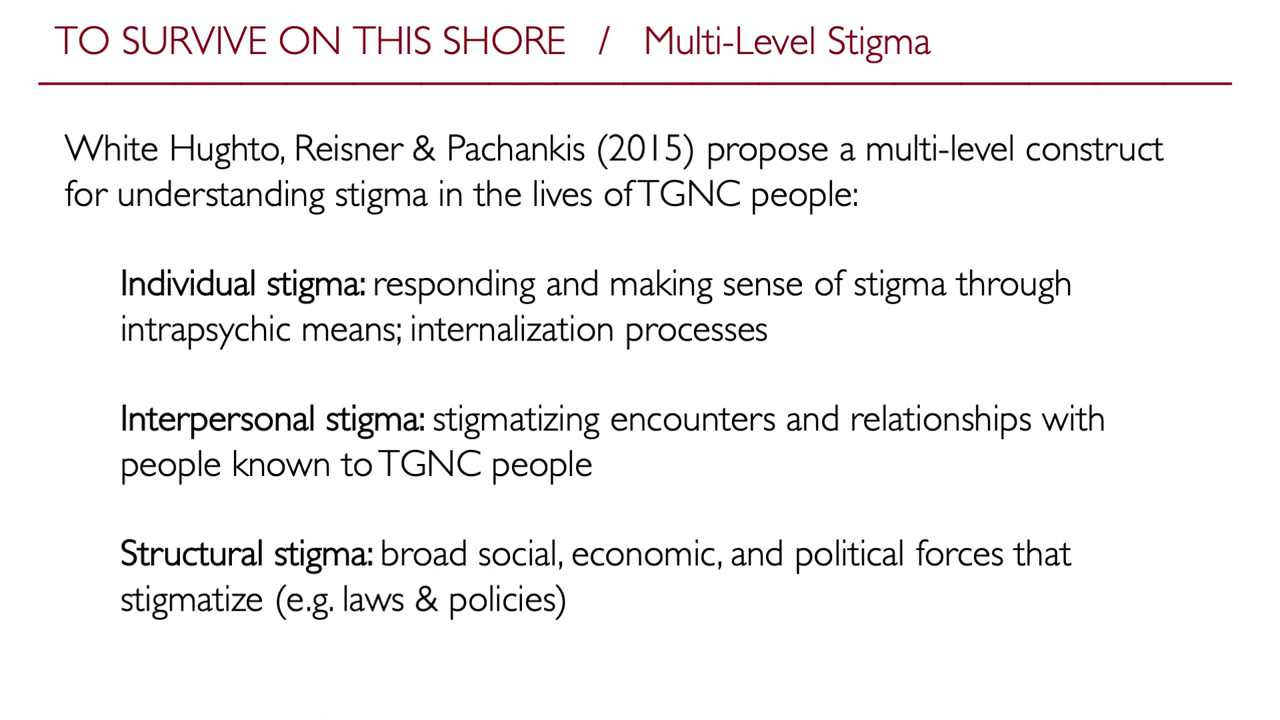 TO SURVIVE ON THIS SHORE / Multi-Level Stigma
White Hughto, Reisner & Pachankis (2015) propose a multi-level construct
for understanding stigma in the lives of TGNC people:
Individual stigma: responding and making sense of stigma through
intrapsychic means; internalization processes
Interpersonal stigma: stigmatizing encounters and relationships with
people known to TGNC people
Structural stigma: broad social, economic, and political forces that
stigmatize (e.g. laws & policies)